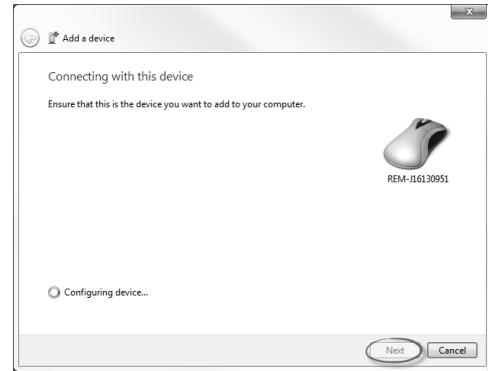 Add a device
Connecting with this device
Ensure that this is the device you want to add to your computer.
REM-J16130951
Configuring device...
Next
Cancel